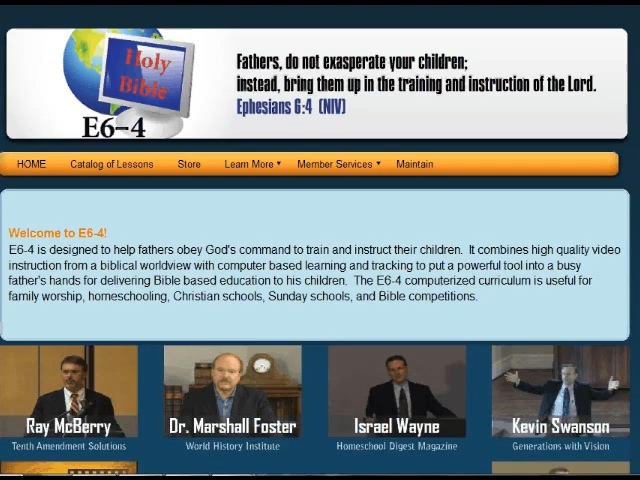 Holy
Bible
E6-4
Fathers, do not exasperate your children;
instead, bring them up in the training and instruction of the Lord.
Ephesians 6:4 (NIV)
HOME Catalog of Lessons Store Learn More Member Services Maintain
Welcome to E6-4!
E6-4 is designed to help fathers obey God's command to train and instruct their children. It combines high quality video
instruction from a biblical worldview with computer based learning and tracking to put a powerful tool into a busy
father's hands for delivering Bible based education to his children. The E6-4 computerized curriculum is useful for
family worship, homeschooling, Christian schools, Sunday schools, and Bible competitions.
Ray McBerry Dr. Marshall Foster Israel Wayne Kevin Swanson
Tenth Amendment Solutions World History Institute Homeschool Digest Magazine Generations with Vision